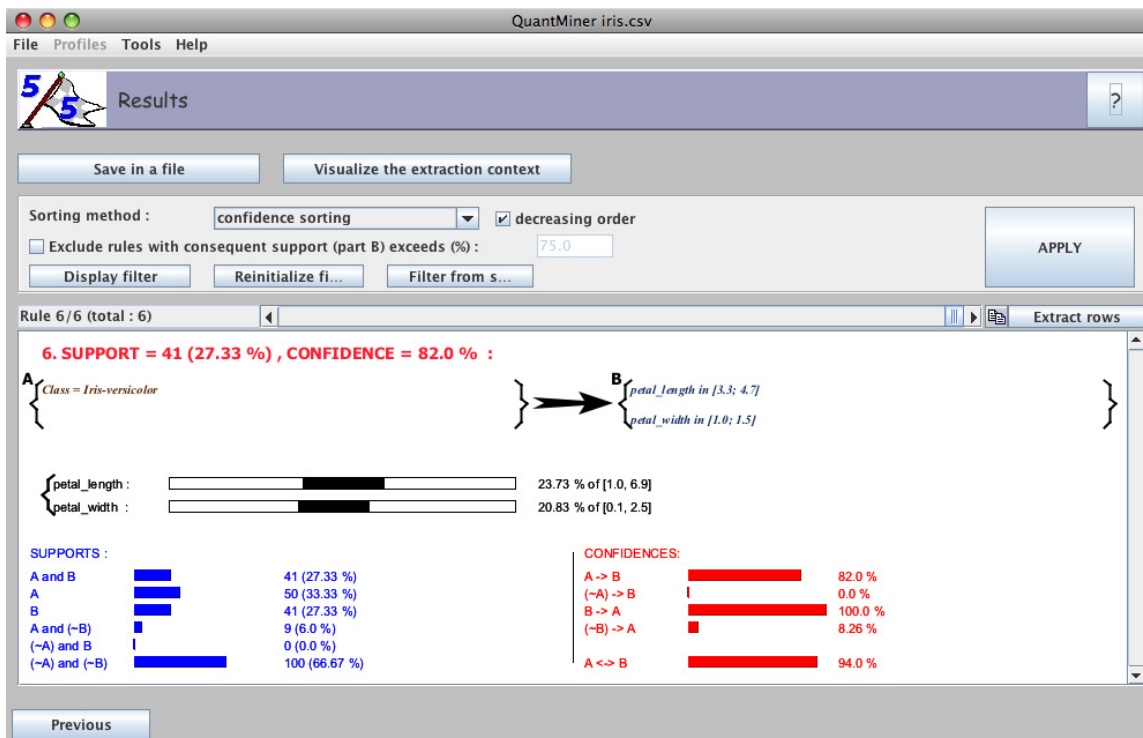 QuantMiner iris.csv
File Profiles Tools Help
5
5
Results
?
Save in a file Visualize the extraction context
Sorting method : confidence sorting decreasing order
Exclude rules with consequent support (part B) exceeds (%) : 75.0
APPLY
Display filter Reinitialize fi... Filter from s...
Rule 6/6 (total : 6) Extract rows
6. SUPPORT = 41 (27.33 %) , CONFIDENCE = 82.0 % :
A Class = Iris-versicolor B petal_length in [3.3; 4.7]
petal_width in [1.0; 1.5]
petal_length : 23.73 % of [1.0, 6.9]
petal_width : 20.83 % of [0.1, 2.5]
SUPPORTS : CONFIDENCES:
A and B 41 (27.33 %) A -> B 82.0 %
A 50 (33.33 %) (~A) -> B 0.0 %
B 41 (27.33 %) B -> A 100.0 %
A and (~B) 9 (6.0 %) (~B) -> A 8.26 %
(~A) and B 0 (0.0 %)
(~A) and (~B) 100 (66.67 %) A <-> B 94.0 %
Previous